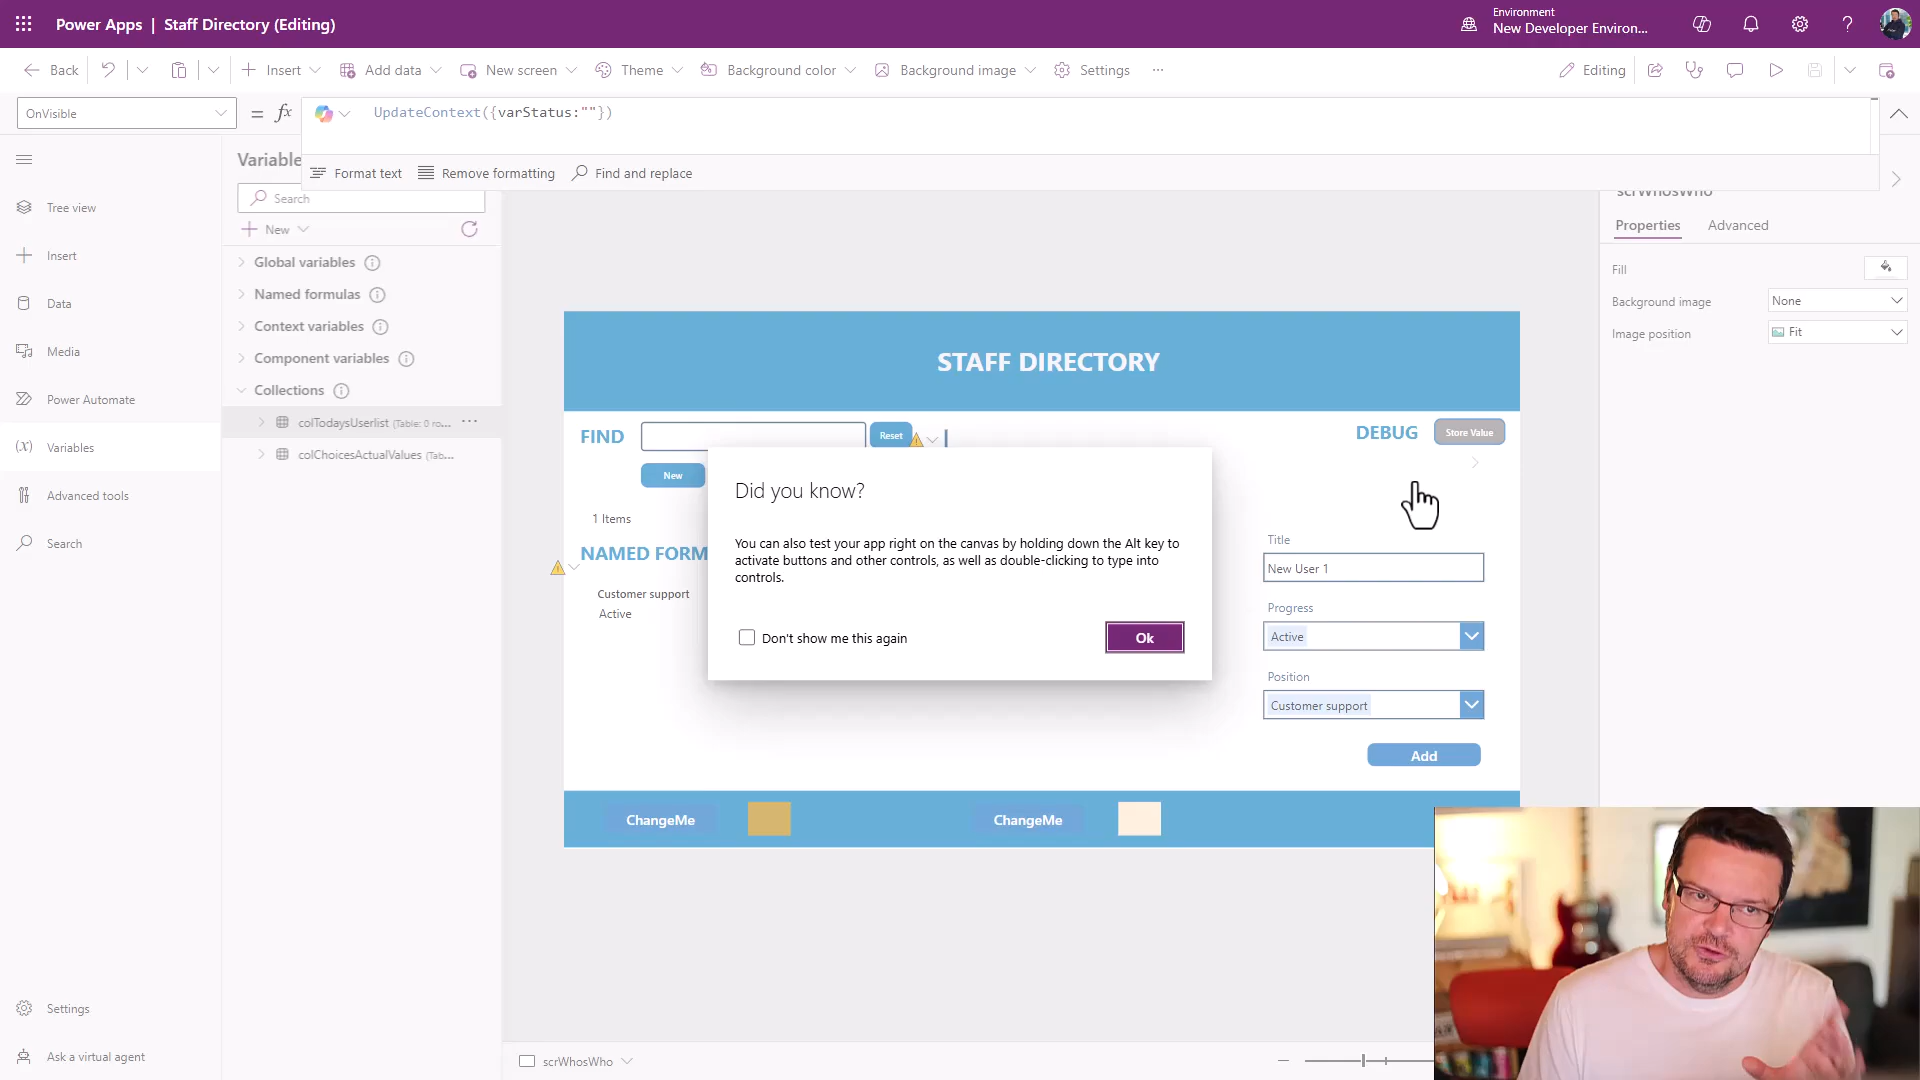 Power Apps | Staff Directory (Editing)
Environment
New Developer Environ...
Back
Insert
Add data
New screen
Theme
Background color
Background image
Settings
...
Editing
OnVisible
= fx
UpdateContext({varStatus:""})
Format text
Remove formatting
Find and replace
Tree view
Insert
Data
Media
Power Automate
Variables
Advanced tools
Search
Settings
Ask a virtual agent
Search
New
Global variables
Named formulas
Context variables
Component variables
Collections
colTodaysUserlist (Table: 0 ro...
colChoicesActualValues (Tab...
STAFF DIRECTORY
FIND
Reset
DEBUG
Store Value
New
1 Items
NAMED FORM
Customer support
Active
Did you know?
You can also test your app right on the canvas by holding down the Alt key to
activate buttons and other controls, as well as double-clicking to type into
controls.
Don't show me this again
Ok
Title
New User 1
Progress
Active
Position
Customer support
Add
ChangeMe
ChangeMe
scrWhosWho
Properties
Advanced
Fill
Background image
None
Image position
Fit
scrWhosWho